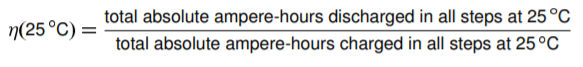 η(25 °C) = total absolute ampere-hours discharged in all steps at 25 °C
total absolute ampere-hours charged in all steps at 25 °C